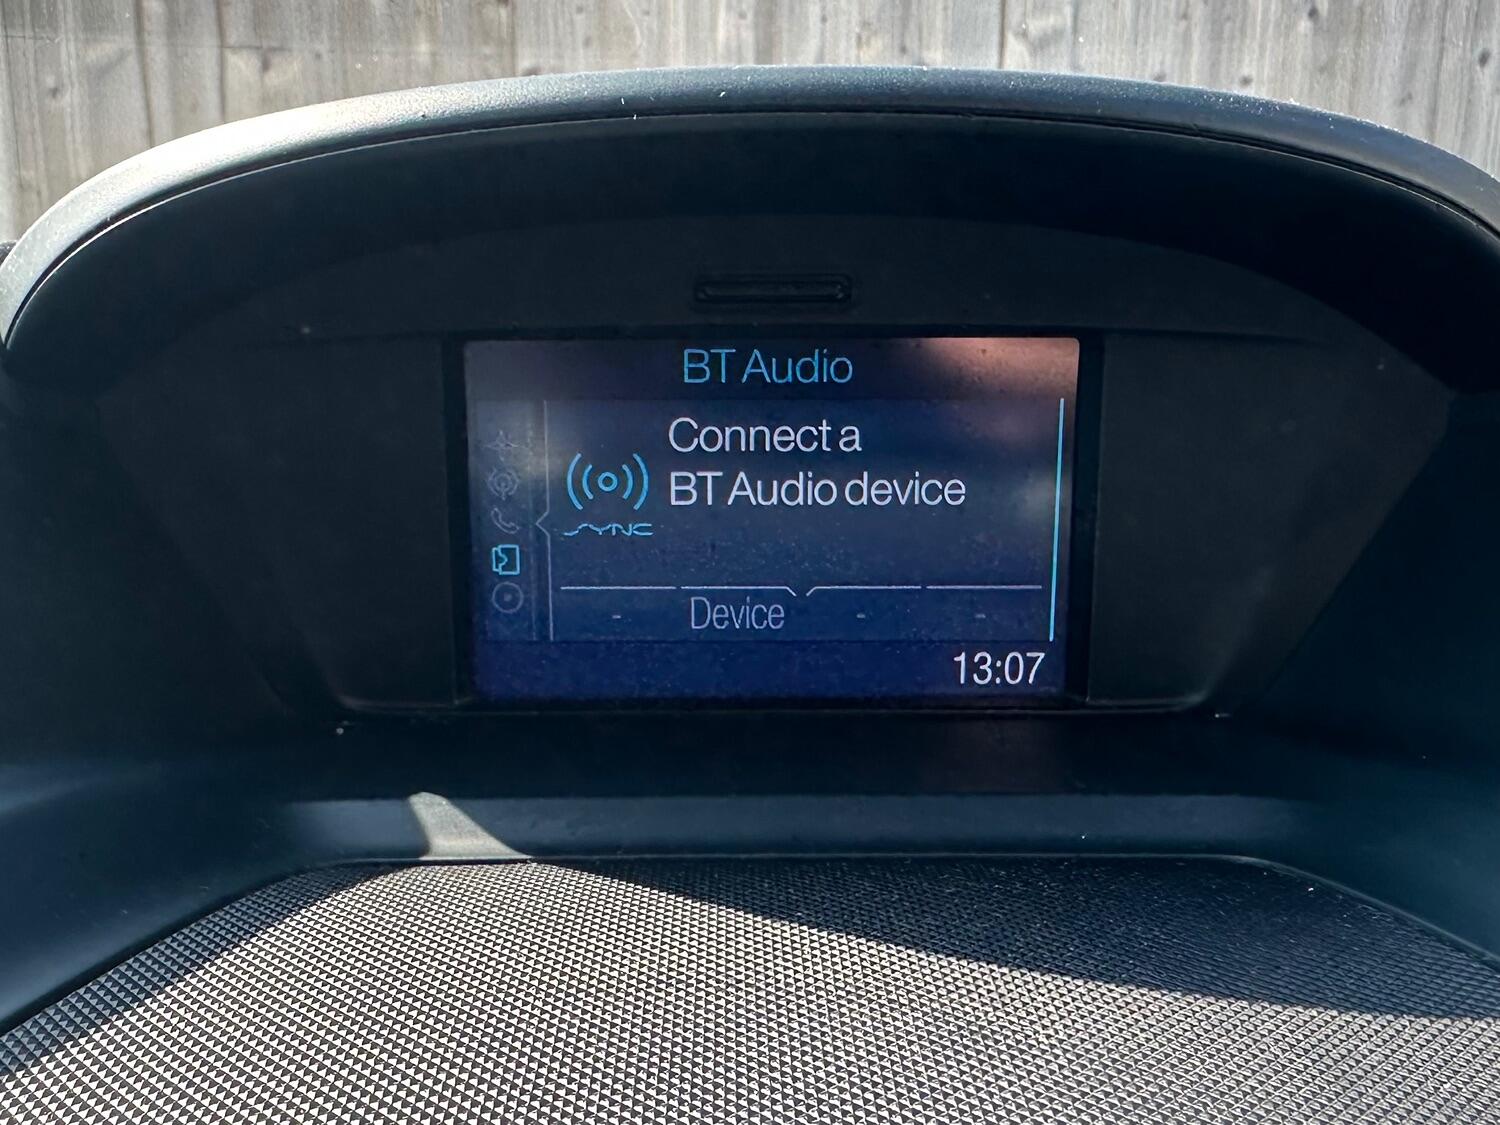 BT Audio
Connect a
BT Audio device
SYNC
- Device - -
13:07